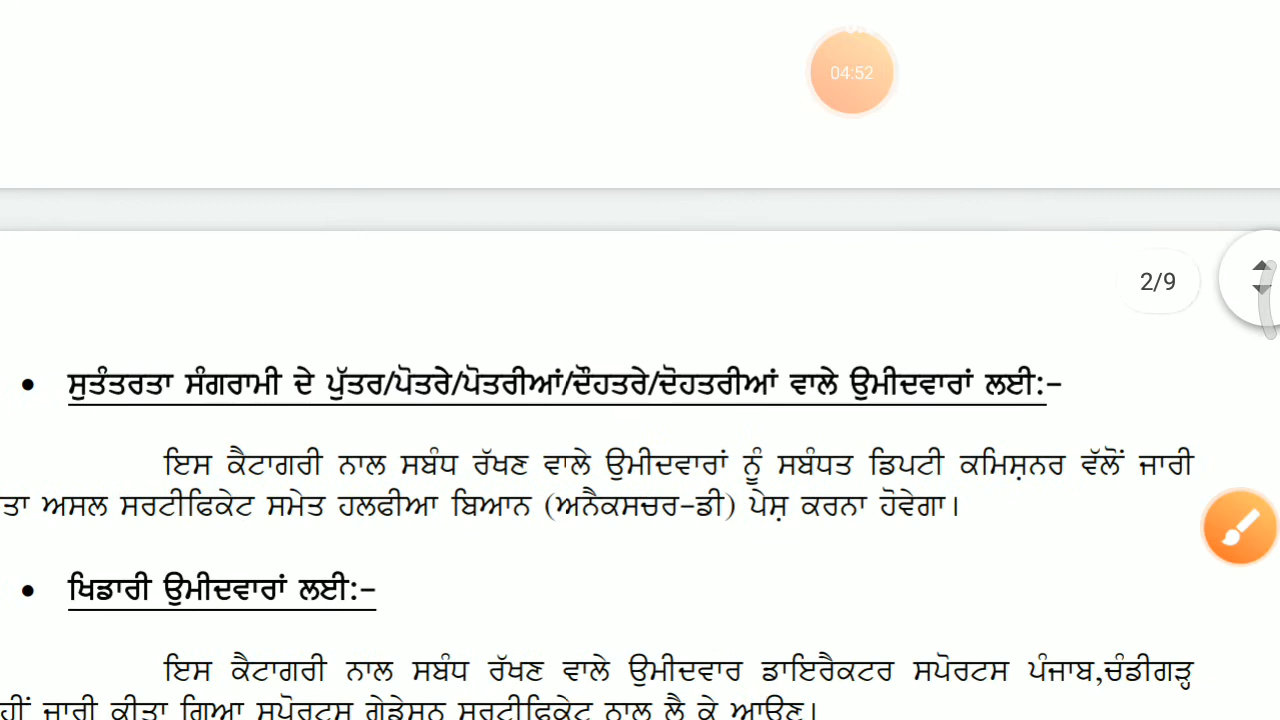 04:52
2/9
• ਸੁਤੰਤਰਤਾ ਸੰਗਰਾਮੀ ਦੇ ਪੁੱਤਰ/ਪੋਤਰੇ/ਪੋਤਰੀਆਂ/ਦੌਹਤਰੇ/ਦੋਹਤਰੀਆਂ ਵਾਲੇ ਉਮੀਦਵਾਰਾਂ ਲਈ:-
ਇਸ ਕੈਟਾਗਰੀ ਨਾਲ ਸਬੰਧ ਰੱਖਣ ਵਾਲੇ ਉਮੀਦਵਾਰਾਂ ਨੂੰ ਸਬੰਧਤ ਡਿਪਟੀ ਕਮਿਸ਼ਨਰ ਵੱਲੋਂ ਜਾਰੀ
ਤਾ ਅਸਲ ਸਰਟੀਫਿਕੇਟ ਸਮੇਤ ਹਲਫੀਆ ਬਿਆਨ (ਅਨੈਕਸਚਰ-ਡੀ) ਪੇਸ਼ ਕਰਨਾ ਹੋਵੇਗਾ।
• ਖਿਡਾਰੀ ਉਮੀਦਵਾਰਾਂ ਲਈ:-
ਇਸ ਕੈਟਾਗਰੀ ਨਾਲ ਸਬੰਧ ਰੱਖਣ ਵਾਲੇ ਉਮੀਦਵਾਰ ਡਾਇਰੈਕਟਰ ਸਪੋਰਟਸ ਪੰਜਾਬ,ਚੰਡੀਗੜ੍ਹ
ਹੀਂ ਜਾਰੀ ਕੀਤਾ ਗਿਆ ਸਪੋਰਟਸ ਗੇਡੇਸਨ ਸਰਟੀਫਿਕੇਟ ਨਾਲ ਲੈ ਕੇ ਆਉਣ।